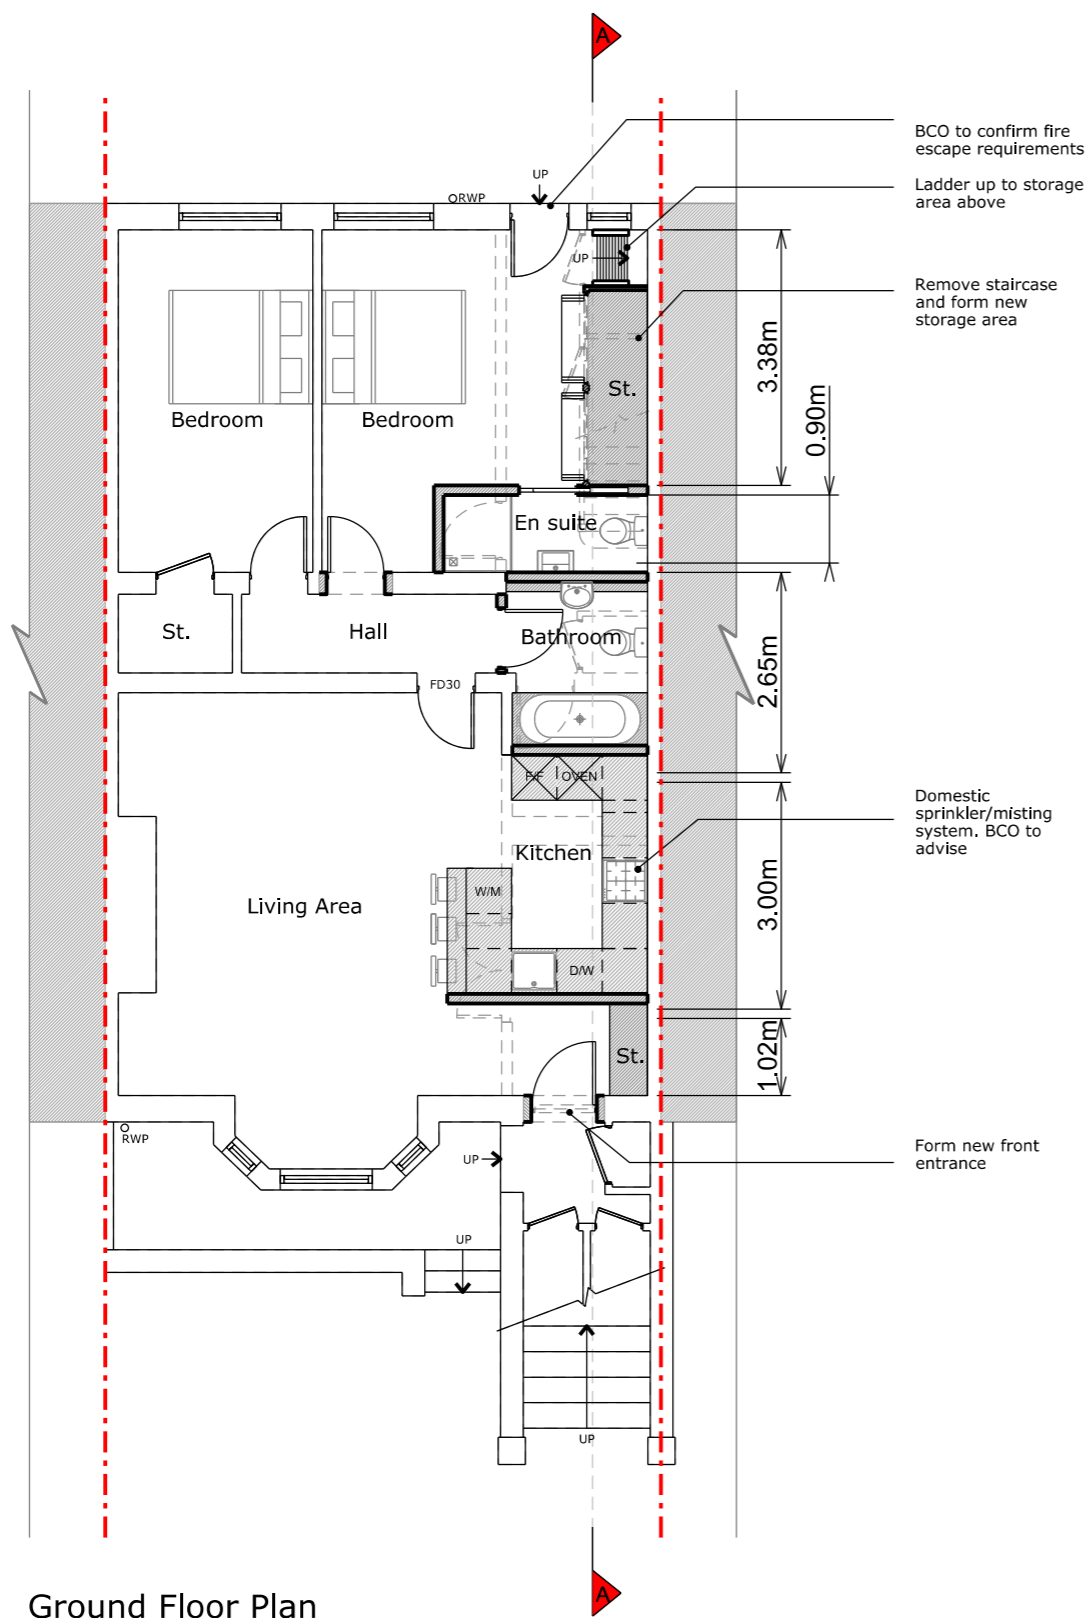 A
BCO to confirm fire
escape requirements
UP
RWP
Ladder up to storage
area above
UP
Remove staircase
and form new
storage area
3.38m
St.
0.90m
Bedroom
Bedroom
En suite
St.
Hall
Bathroom
2.65m
FD30
F/F
OVEN
Domestic
sprinkler/misting
system. BCO to
advise
Kitchen
W/M
Living Area
3.00m
D/W
St.
1.02m
RWP
UP
Form new front
entrance
UP
UP
A
Ground Floor Plan